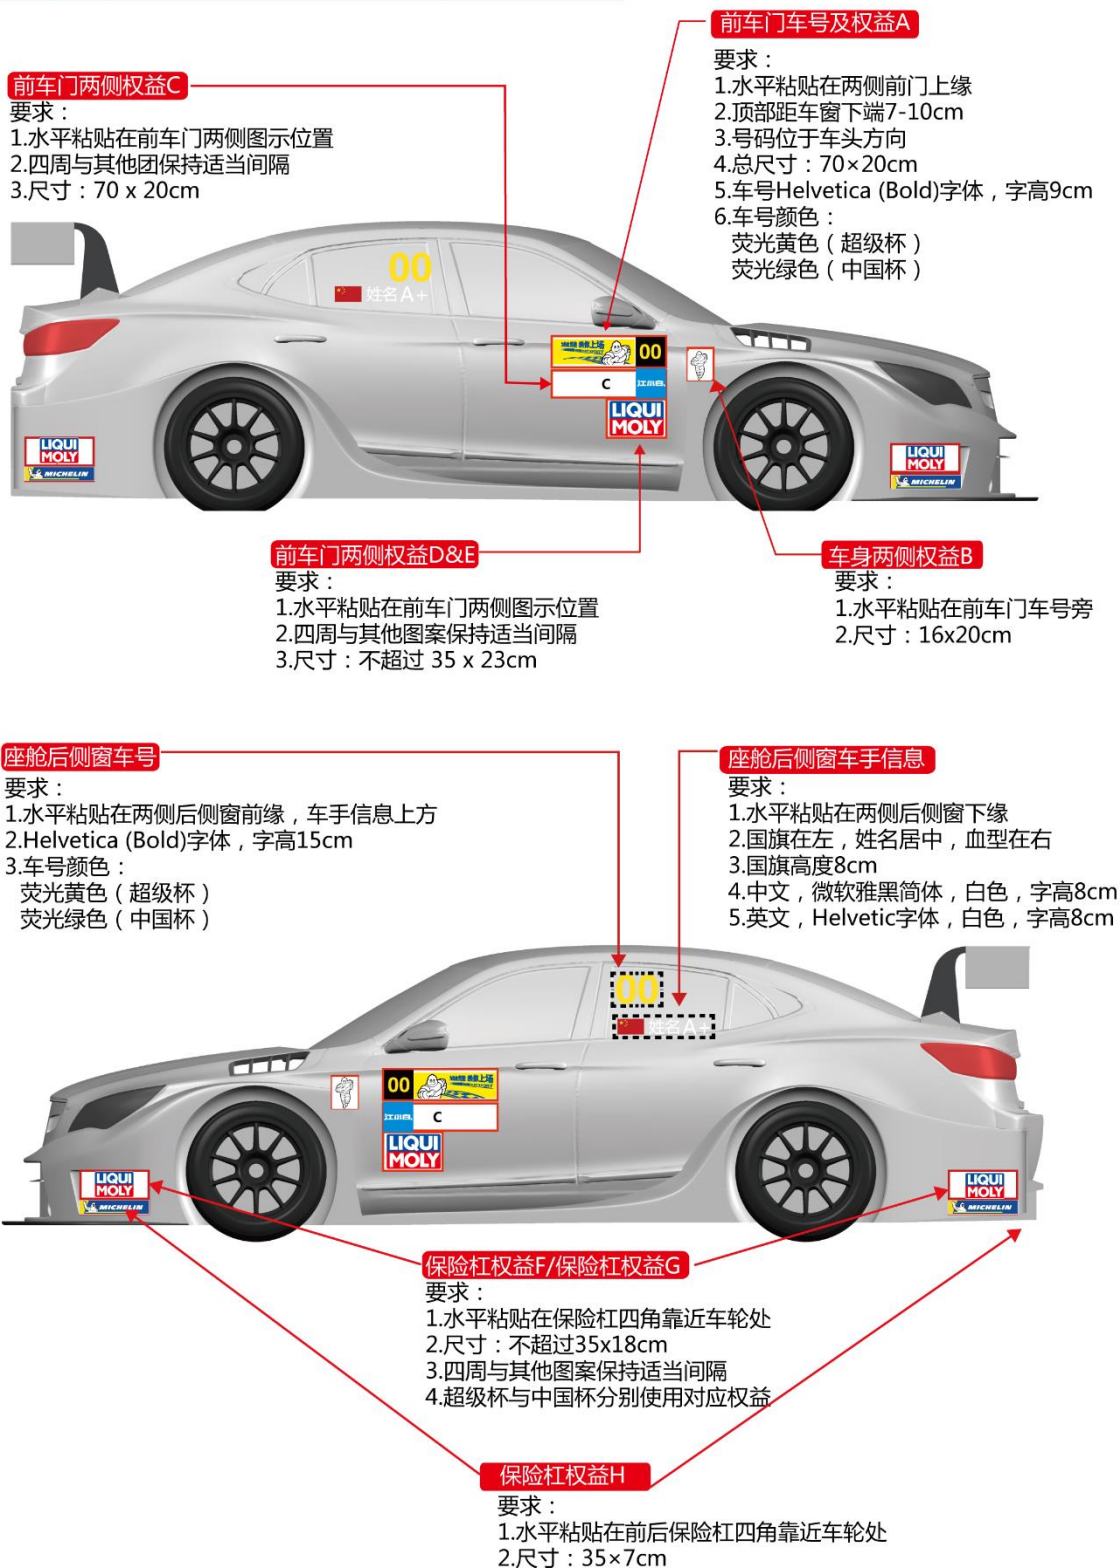 前车门车号及权益A
要求：
1.水平粘贴在两侧前门上缘
2.顶部距车窗下端7-10cm
3.号码位于车头方向
4.总尺寸：70×20cm
5.车号Helvetica (Bold)字体，字高9cm
6.车号颜色：
荧光黄色（超级杯）
荧光绿色（中国杯）
前车门两侧权益C
要求：
1.水平粘贴在前车门两侧图示位置
2.四周与其他团保持适当间隔
3.尺寸：70 x 20cm
00
姓名A+
00
C
江小白
LIQUI
MOLY
LIQUI
MOLY
MICHELIN
LIQUI
MOLY
MICHELIN
前车门两侧权益D&E
要求：
1.水平粘贴在前车门两侧图示位置
2.四周与其他图案保持适当间隔
3.尺寸：不超过 35 x 23cm
车身两侧权益B
要求：
1.水平粘贴在前车门车号旁
2.尺寸：16x20cm
座舱后侧窗车号
要求：
1.水平粘贴在两侧后侧窗前缘，车手信息上方
2.Helvetica (Bold)字体，字高15cm
3.车号颜色：
荧光黄色（超级杯）
荧光绿色（中国杯）
座舱后侧窗车手信息
要求：
1.水平粘贴在两侧后侧窗下缘
2.国旗在左，姓名居中，血型在右
3.国旗高度8cm
4.中文，微软雅黑简体，白色，字高8cm
5.英文，Helvetic字体，白色，字高8cm
00
姓名A+
00
江小白
C
LIQUI
MOLY
LIQUI
MOLY
MICHELIN
LIQUI
MOLY
MICHELIN
保险杠权益F/保险杠权益G
要求：
1.水平粘贴在保险杠四角靠近车轮处
2.尺寸：不超过35x18cm
3.四周与其他图案保持适当间隔
4.超级杯与中国杯分别使用对应权益
保险杠权益H
要求：
1.水平粘贴在前后保险杠四角靠近车轮处
2.尺寸：35×7cm